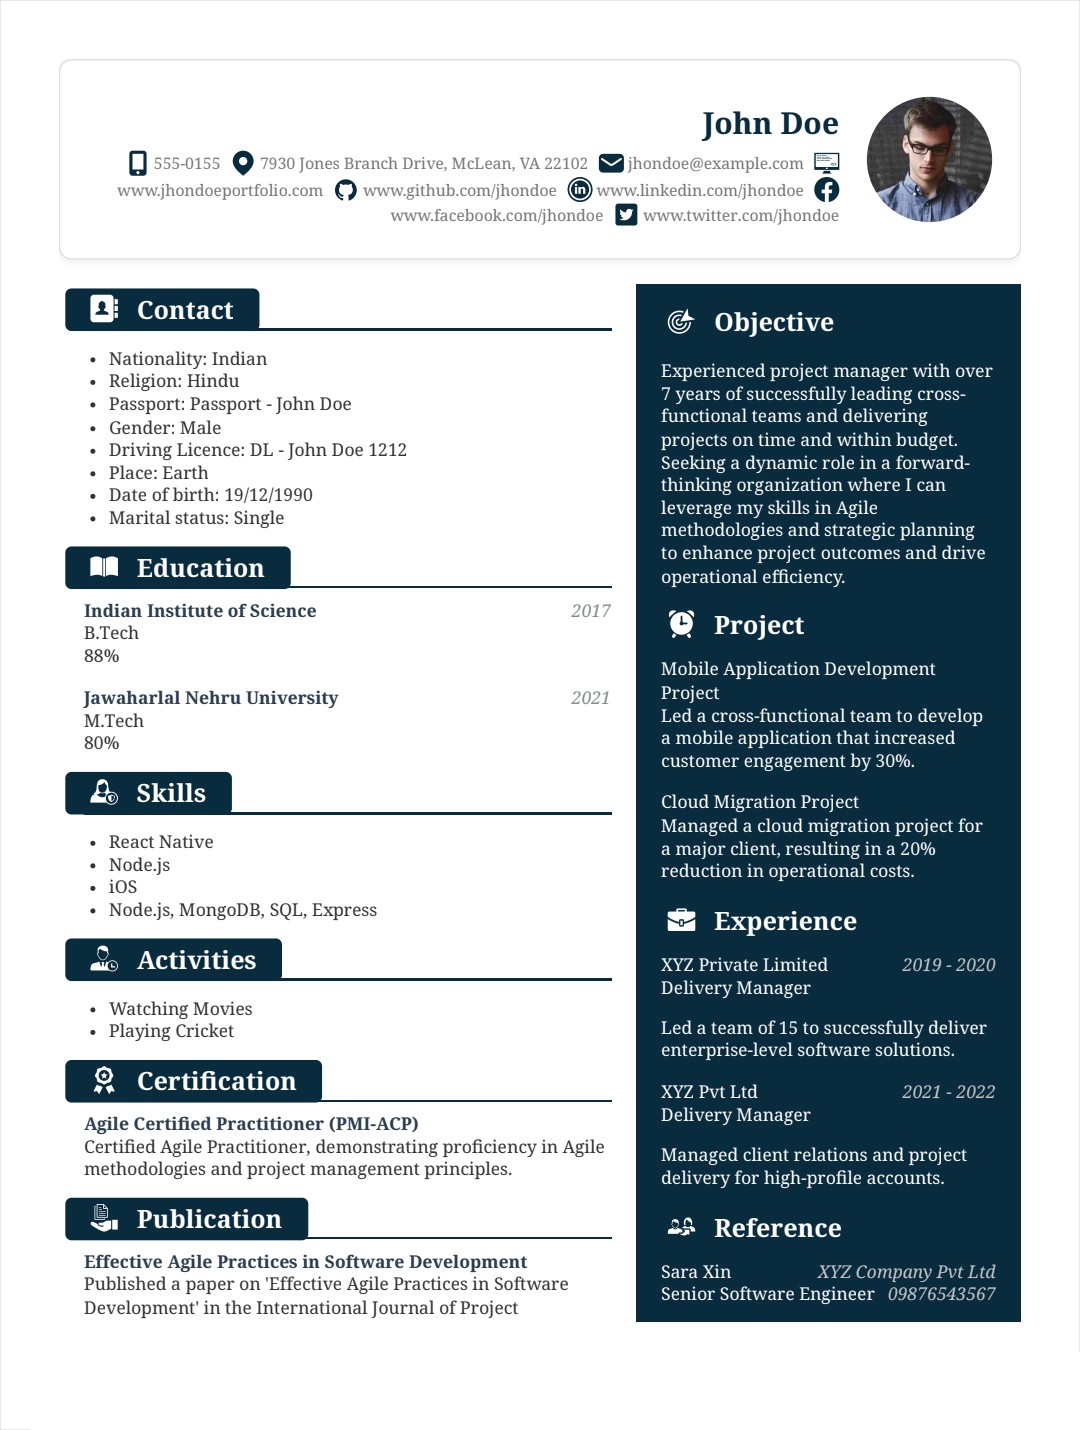 John Doe
555-0155 7930 Jones Branch Drive, McLean, VA 22102 jhondoe@example.com
www.jhondoeportfolio.com www.github.com/jhondoe www.linkedin.com/jhondoe
www.facebook.com/jhondoe www.twitter.com/jhondoe
Contact
• Nationality: Indian
• Religion: Hindu
• Passport: Passport - John Doe
• Gender: Male
• Driving Licence: DL - John Doe 1212
• Place: Earth
• Date of birth: 19/12/1990
• Marital status: Single
Education
Indian Institute of Science 2017
B.Tech
88%
Jawaharlal Nehru University 2021
M.Tech
80%
Skills
• React Native
• Node.js
• iOS
• Node.js, MongoDB, SQL, Express
Activities
• Watching Movies
• Playing Cricket
Certification
Agile Certified Practitioner (PMI-ACP)
Certified Agile Practitioner, demonstrating proficiency in Agile
methodologies and project management principles.
Publication
Effective Agile Practices in Software Development
Published a paper on 'Effective Agile Practices in Software
Development' in the International Journal of Project
Objective
Experienced project manager with over
7 years of successfully leading cross-
functional teams and delivering
projects on time and within budget.
Seeking a dynamic role in a forward-
thinking organization where I can
leverage my skills in Agile
methodologies and strategic planning
to enhance project outcomes and drive
operational efficiency.
Project
Mobile Application Development
Project
Led a cross-functional team to develop
a mobile application that increased
customer engagement by 30%.
Cloud Migration Project
Managed a cloud migration project for
a major client, resulting in a 20%
reduction in operational costs.
Experience
XYZ Private Limited 2019 - 2020
Delivery Manager
Led a team of 15 to successfully deliver
enterprise-level software solutions.
XYZ Pvt Ltd 2021 - 2022
Delivery Manager
Managed client relations and project
delivery for high-profile accounts.
Reference
Sara Xin XYZ Company Pvt Ltd
Senior Software Engineer 09876543567